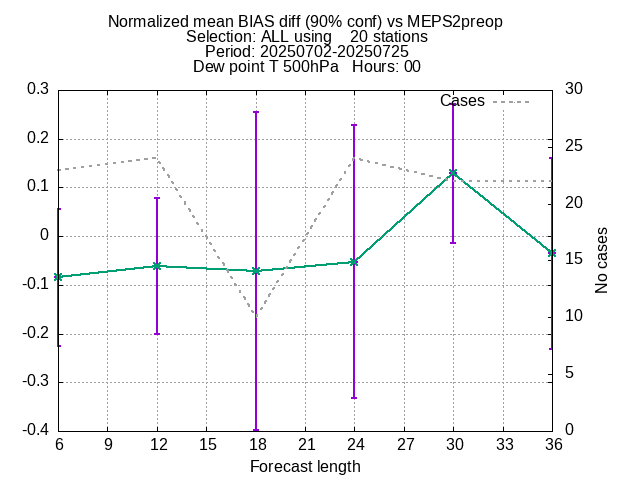 Normalized mean BIAS diff (90% conf) vs MEPS2preop
Selection: ALL using    20 stations
Period: 20250702-20250725
Dew point T 500hPa   Hours: 00
Cases
0.3
0.2
0.1
0
-0.1
-0.2
-0.3
-0.4
30
25
20
15
10
5
0
No cases
6 9 12 15 18 21 24 27 30 33 36
Forecast length